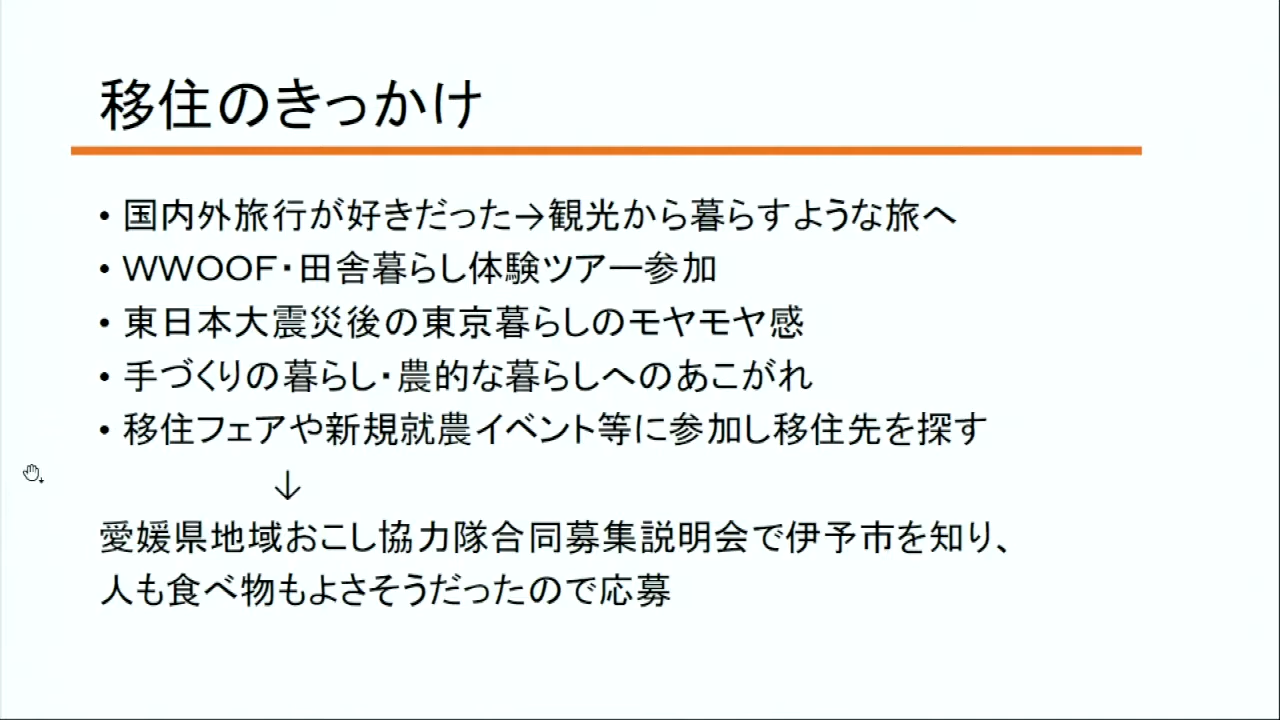 移住のきっかけ
• 国内外旅行が好きだった→観光から暮らすような旅へ
• WWOOF・田舎暮らし体験ツアー参加
• 東日本大震災後の東京暮らしのモヤモヤ感
• 手づくりの暮らし・農的な暮らしへのあこがれ
• 移住フェアや新規就農イベント等に参加し移住先を探す
↓
愛媛県地域おこし協力隊合同募集説明会で伊予市を知り、
人も食べ物もよさそうだったので応募